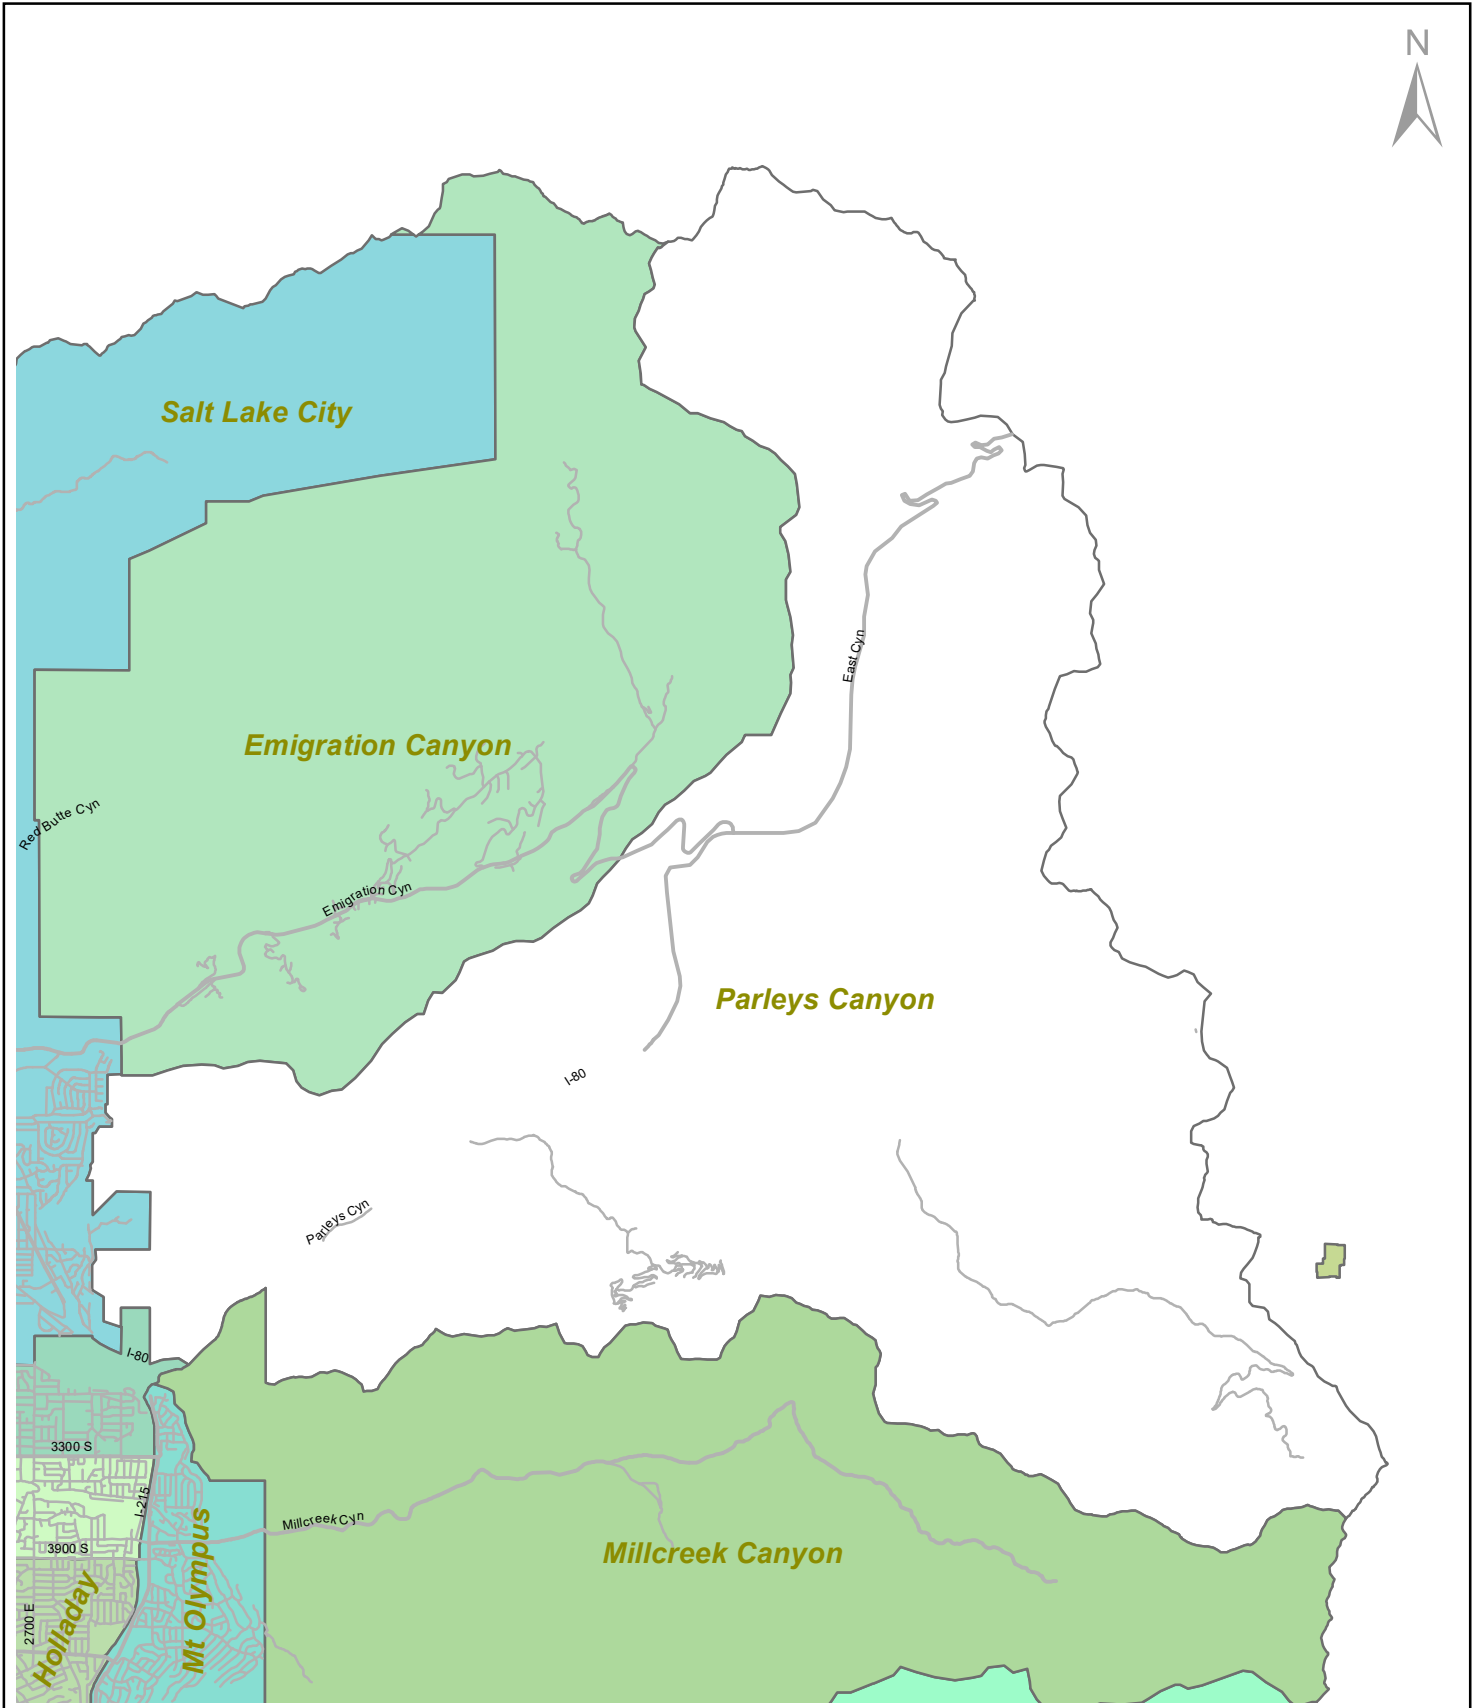 N
Salt Lake City
East Cyn
Emigration Canyon
Red Butte Cyn
Emigration Cyn
Parleys Canyon
I-80
Parleys Cyn
I-80
3300 S
I-215
Millcreek Cyn
3900 S
Millcreek Canyon
Mt Olympus
Holladay
2700 E